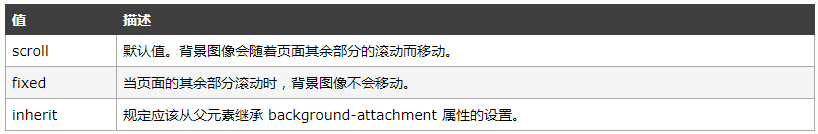 值 描述
scroll 默认值。背景图像会随着页面其余部分的滚动而移动。
fixed 当页面的其余部分滚动时，背景图像不会移动。
inherit 规定应该从父元素继承 background-attachment 属性的设置。